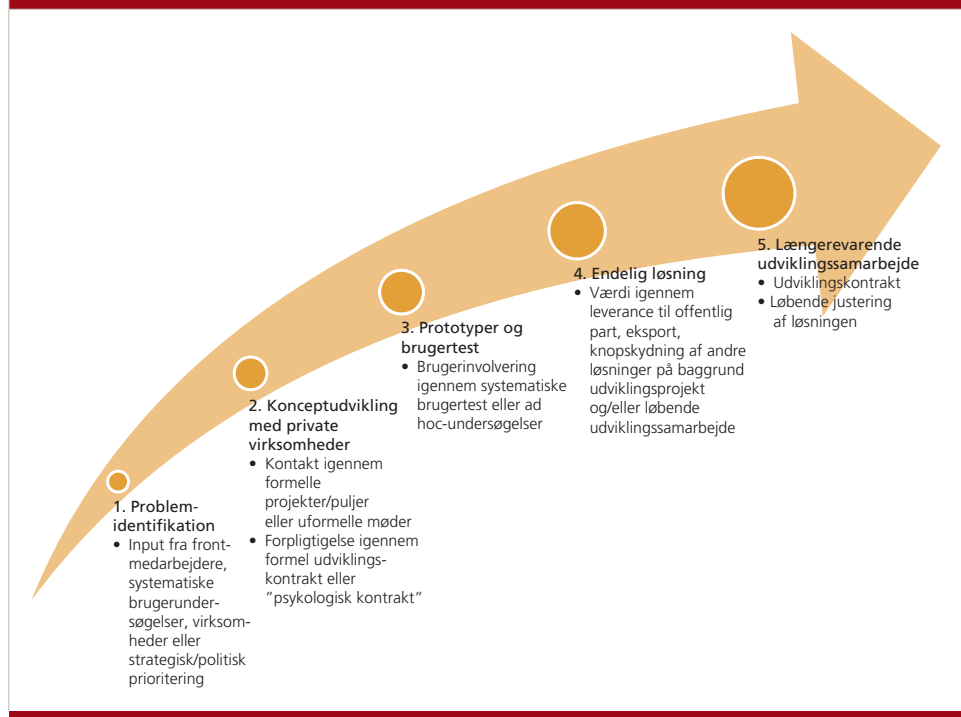 1. Problem-
identifikation
• Input fra front-
medarbejdere,
systematiske
brugerunder-
søgelser, virksom-
heder eller
strategisk/politisk
prioritering
2. Konceptudvikling
med private
virksomheder
• Kontakt igennem
formelle
projekter/puljer
eller uformelle møder
• Forpligtigelse igennem
formel udviklings-
kontrakt eller
”psykologisk kontrakt”
3. Prototyper og
brugertest
• Brugerinvolvering
igennem systematiske
brugertest eller ad
hoc-undersøgelser
4. Endelig løsning
• Værdi igennem
leverance til offentlig
part, eksport,
knopskydning af andre
løsninger på baggrund
udviklingsprojekt
og/eller løbende
udviklingssamarbejde
5. Længerevarende
udviklingssamarbejde
• Udviklingskontrakt
• Løbende justering
af løsningen